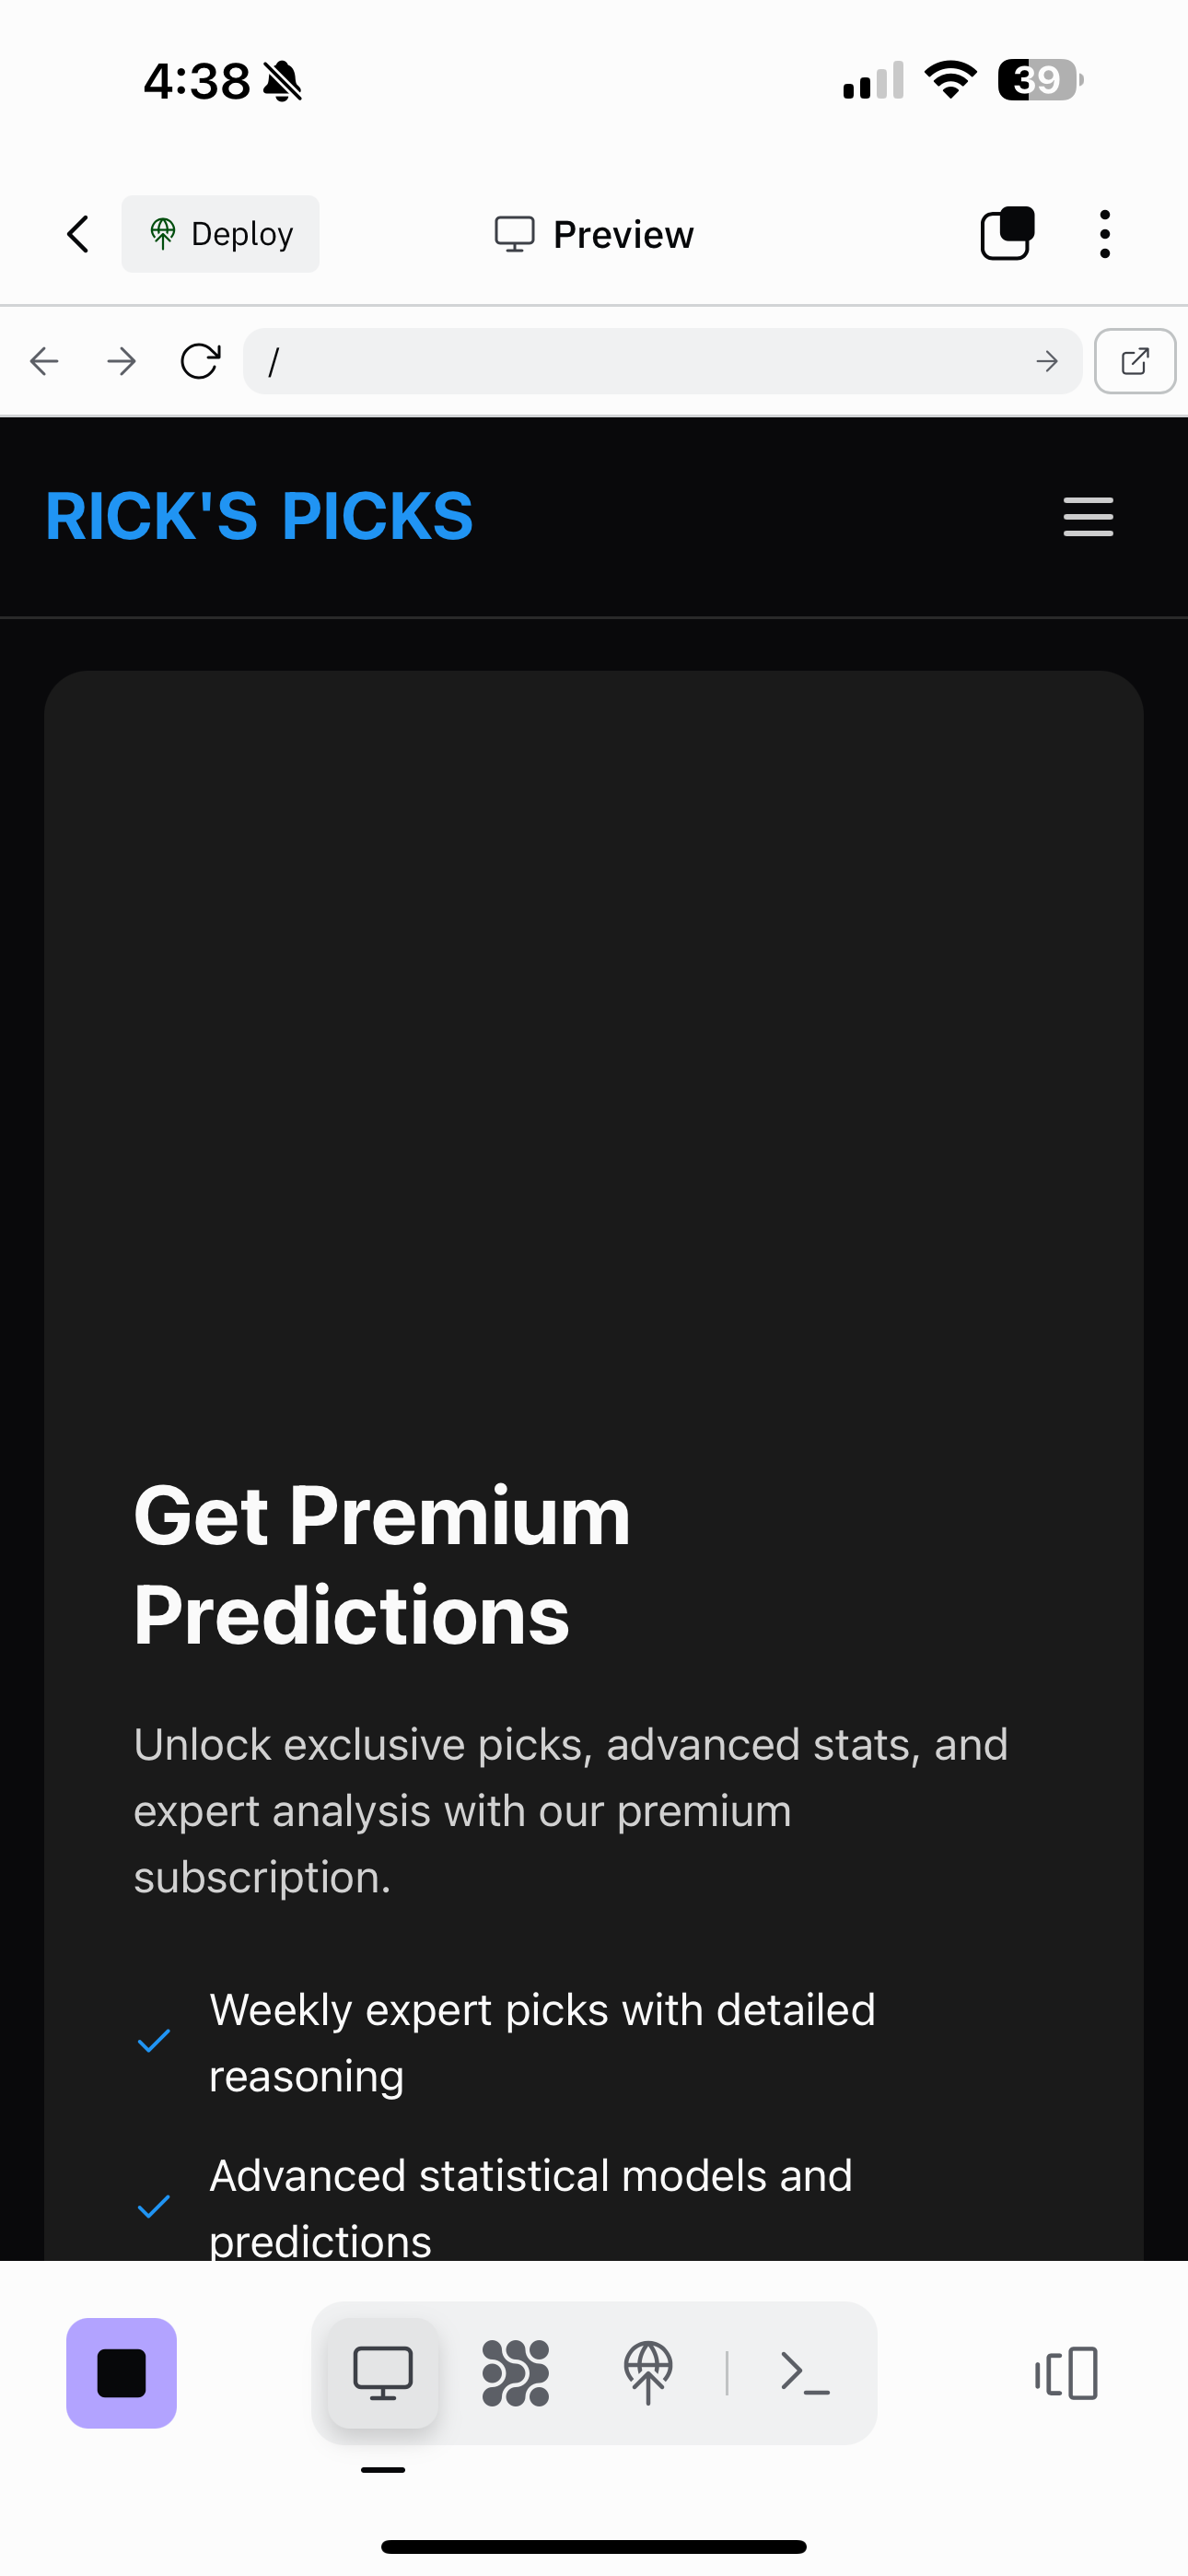 4:38
39
Deploy
Preview
/
RICK'S PICKS
Get Premium
Predictions
Unlock exclusive picks, advanced stats, and
expert analysis with our premium
subscription.
Weekly expert picks with detailed
reasoning
Advanced statistical models and
predictions